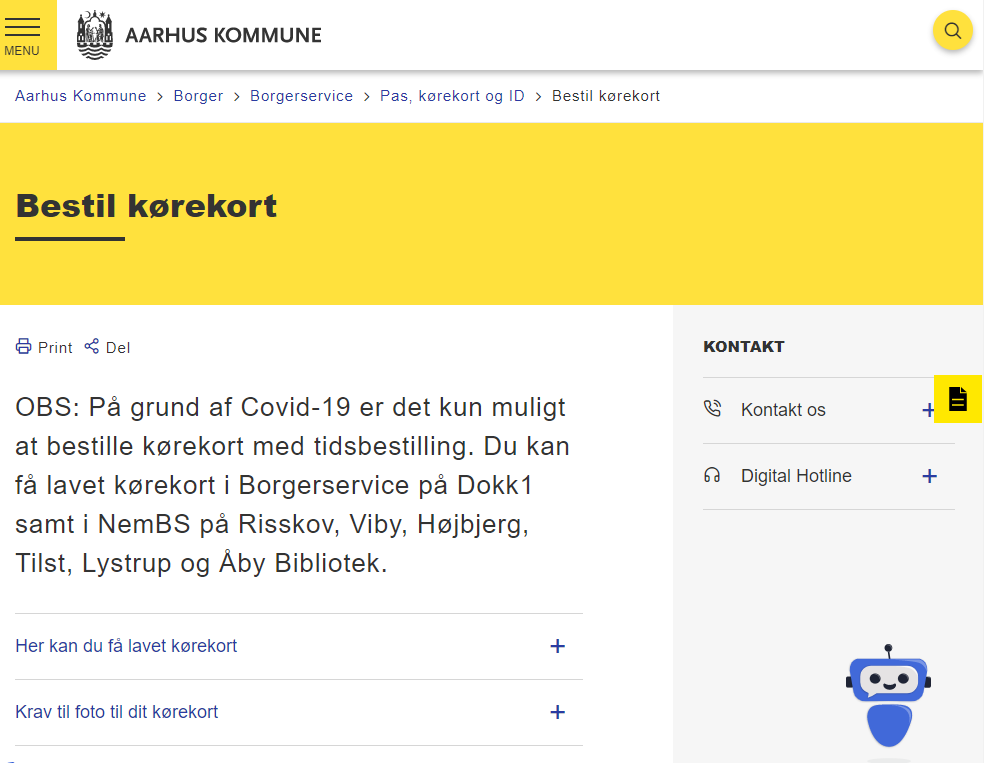 MENU
AARHUS KOMMUNE
Aarhus Kommune > Borger > Borgerservice > Pas, kørekort og ID > Bestil kørekort
Bestil kørekort
Print Del
OBS: På grund af Covid-19 er det kun muligt
at bestille kørekort med tidsbestilling. Du kan
få lavet kørekort i Borgerservice på Dokk1
samt i NemBS på Risskov, Viby, Højbjerg,
Tilst, Lystrup og Åby Bibliotek.
Her kan du få lavet kørekort +
Krav til foto til dit kørekort +
KONTAKT
Kontakt os +
Digital Hotline +